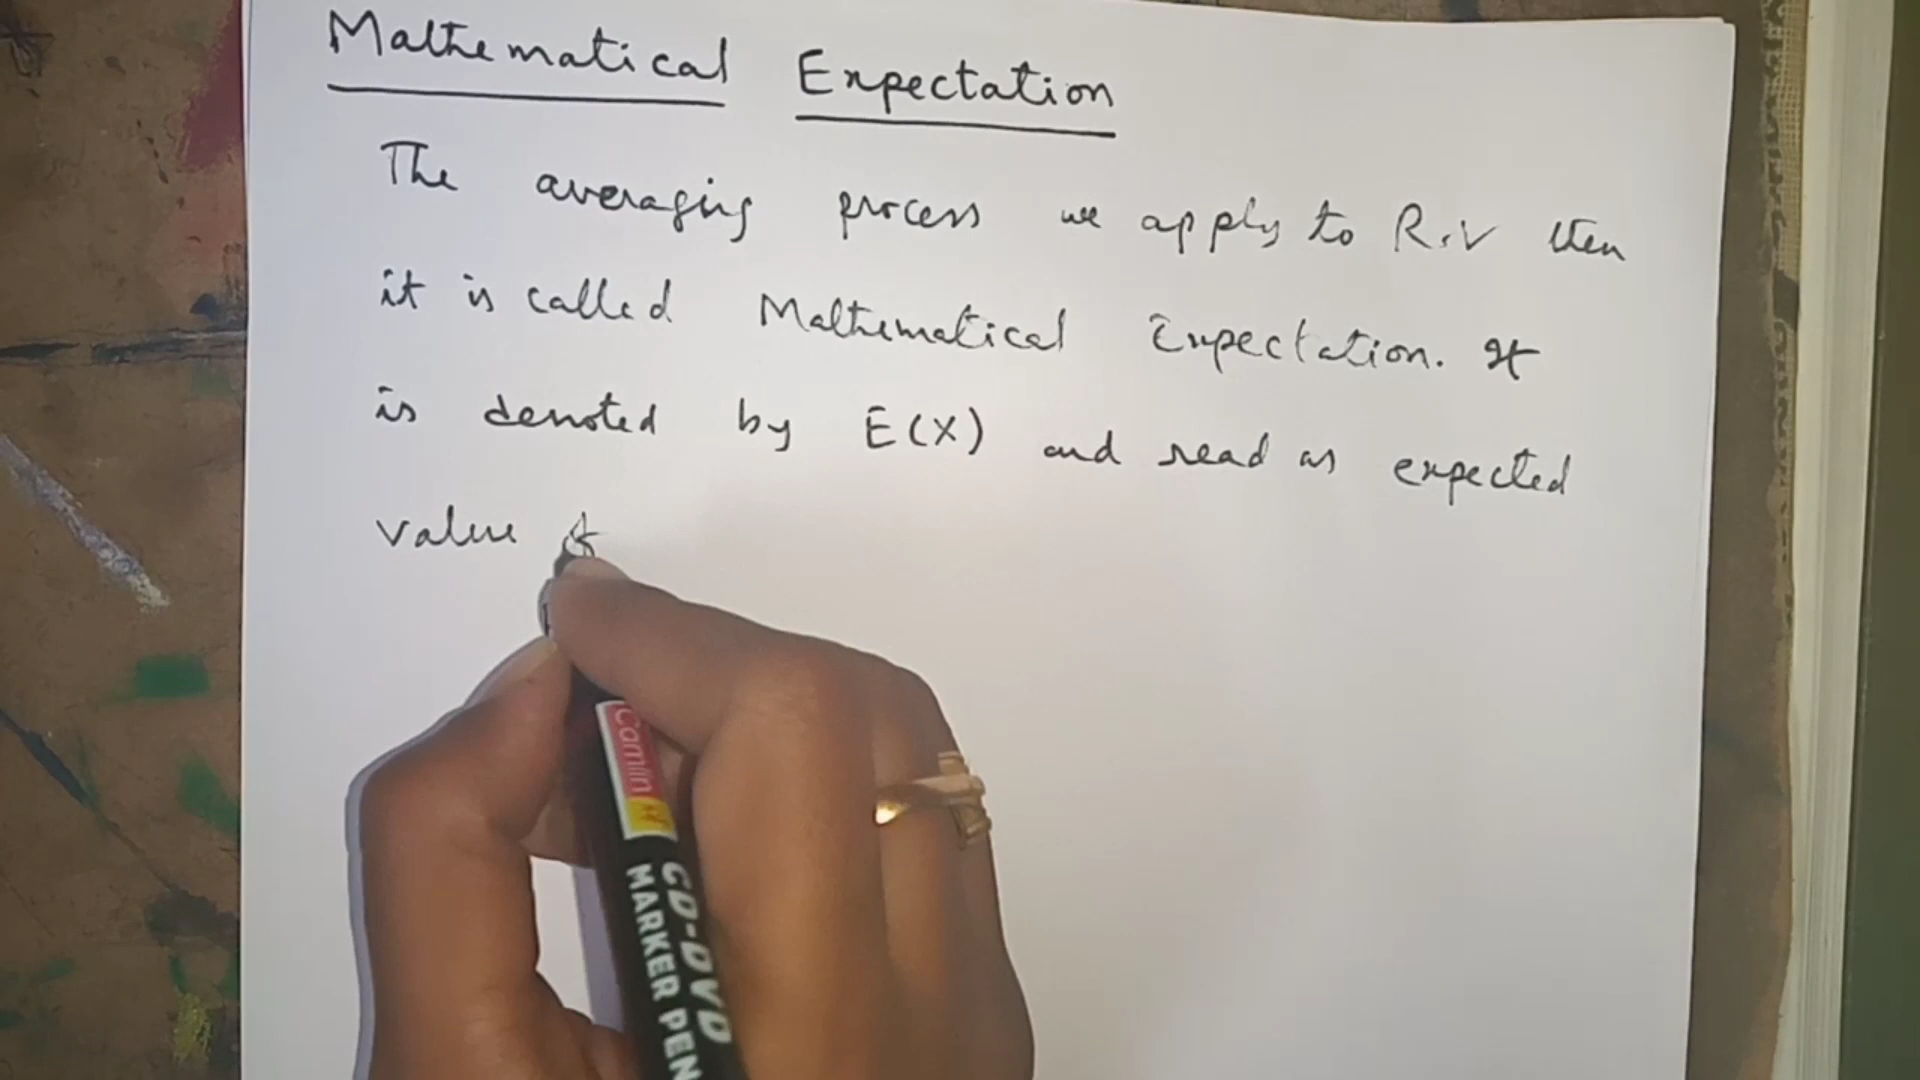 Mathematical Expectation
The averaging process we apply to R.V then
it is called Mathematical Expectation. It
is denoted by E(X) and read as expected
value of
Camlin
CD-DVD
MARKER PEN